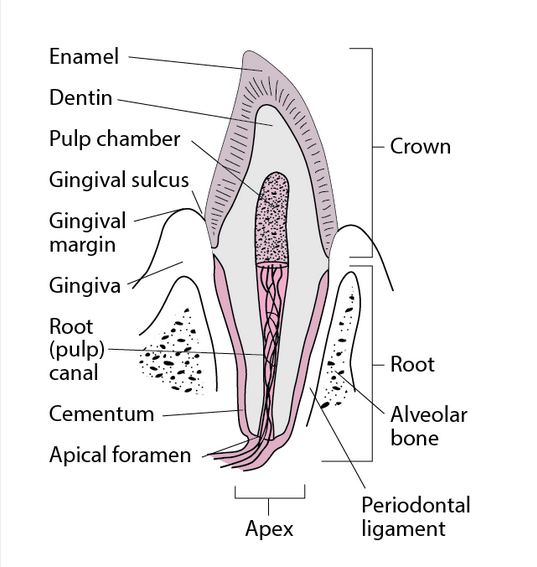 Enamel
Dentin
Pulp chamber
Gingival sulcus
Gingival
margin
Gingiva
Root
(pulp)
canal
Cementum
Apical foramen
Crown
Root
Alveolar
bone
Periodontal
ligament
Apex